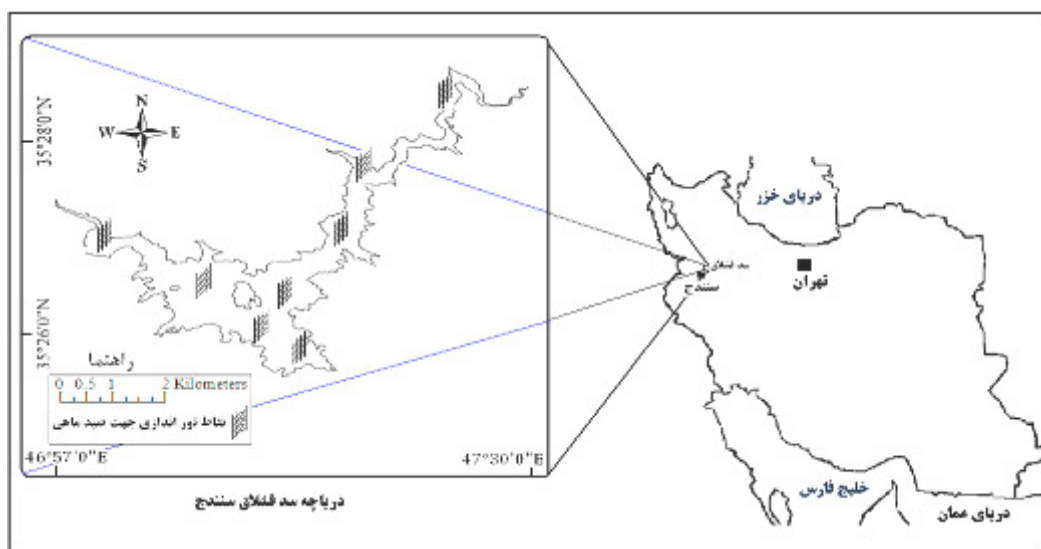 N
W E
S
35°28'0"N
35°26'0"N
راهنما
0 0.5 1 2 Kilometers
نقاط تور اندازی جهت صید ماهی
46°57'0"E
47°30'0"E
دریاچه سد قشلاق سنندج
دریای خزر
سد قشلاق
سنندج
تهران
خلیج فارس
دریای عمان